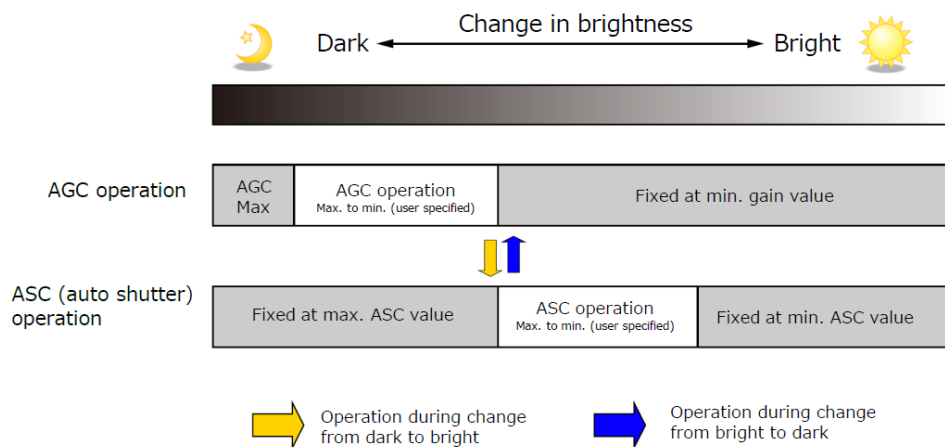 Change in brightness
Dark
Bright
AGC operation
AGC
Max
AGC operation
Max. to min. (user specified)
Fixed at min. gain value
ASC (auto shutter)
operation
Fixed at max. ASC value
ASC operation
Max. to min. (user specified)
Fixed at min. ASC value
Operation during change
from dark to bright
Operation during change
from bright to dark